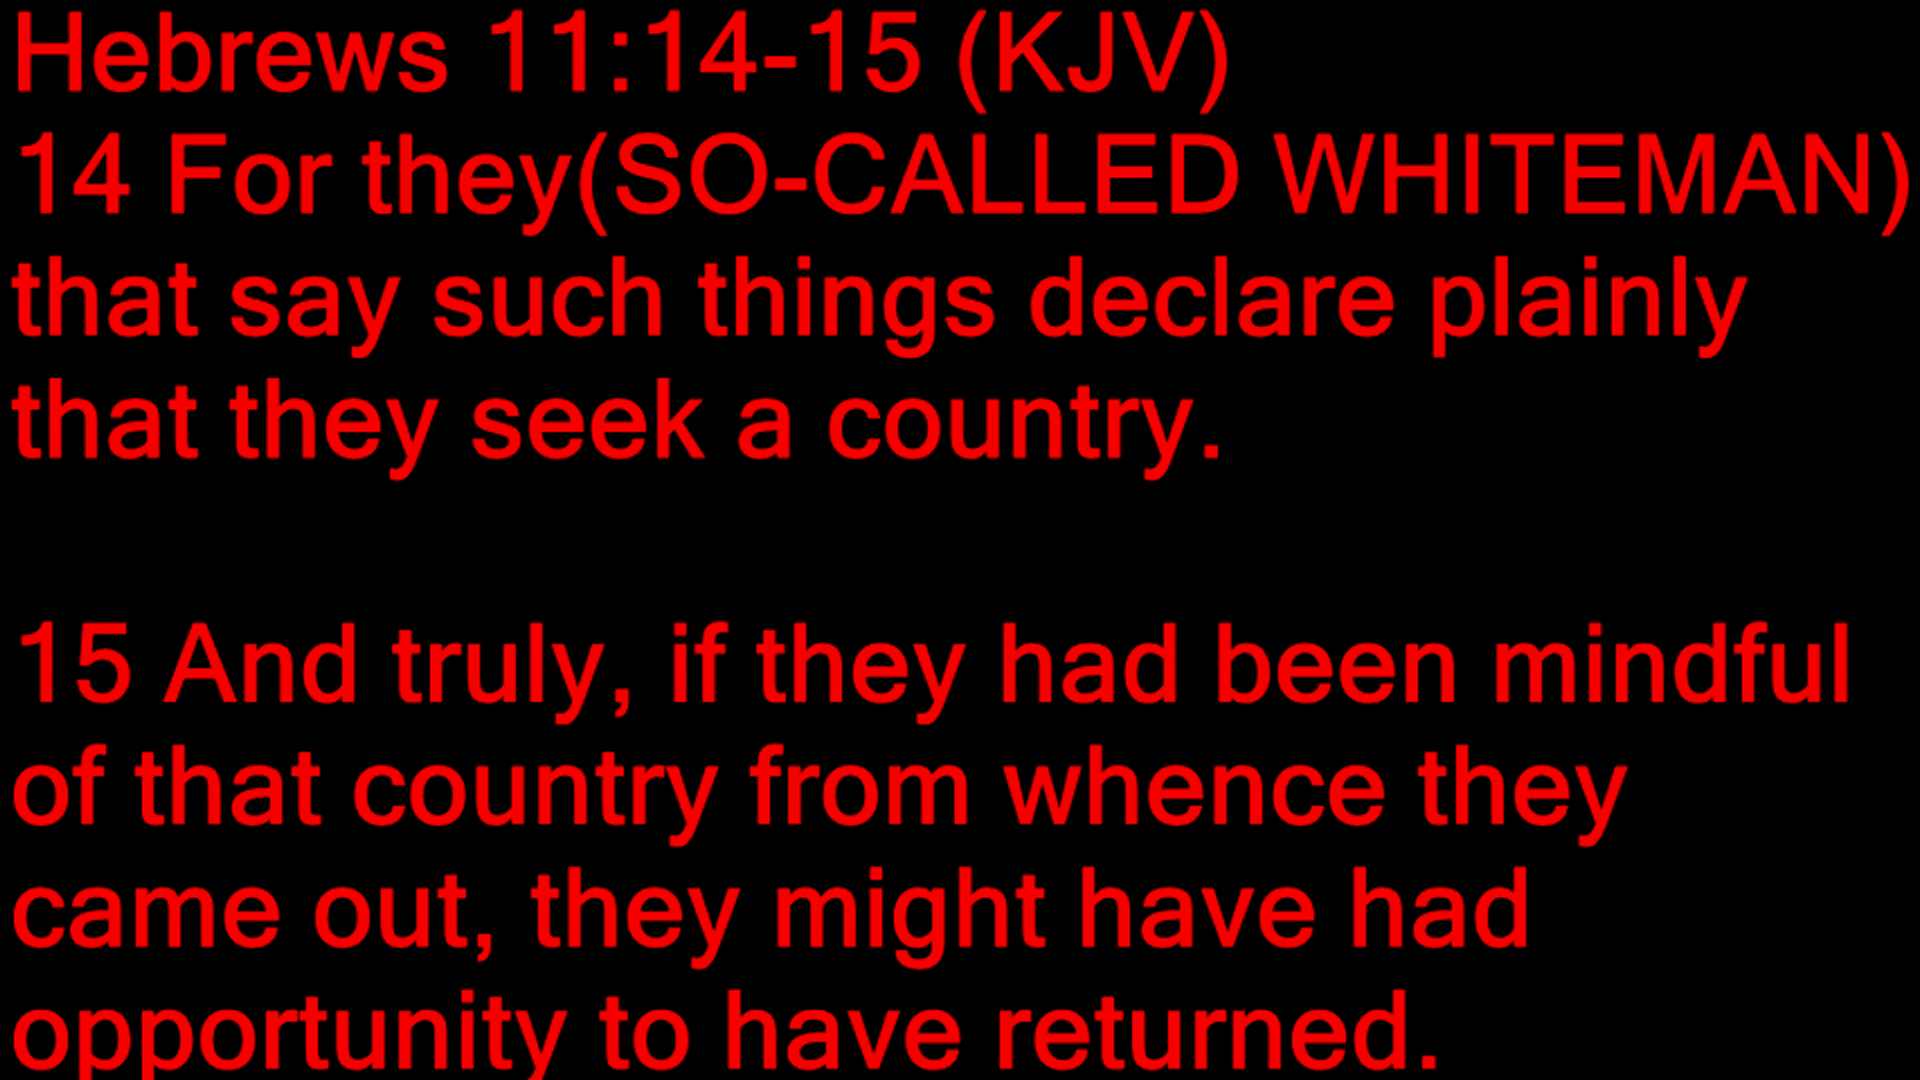 Hebrews 11:14-15 (KJV)
14 For they(SO-CALLED WHITEMAN)
that say such things declare plainly
that they seek a country.
15 And truly, if they had been mindful
of that country from whence they
came out, they might have had
opportunity to have returned.